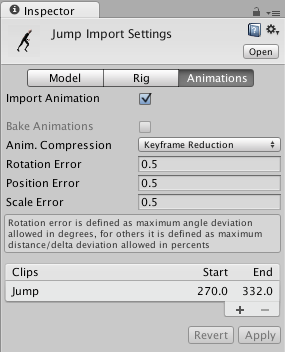 Inspector
Jump Import Settings
Open
Model Rig Animations
Import Animation
Bake Animations
Anim. Compression Keyframe Reduction
Rotation Error 0.5
Position Error 0.5
Scale Error 0.5
Rotation error is defined as maximum angle deviation
allowed in degrees, for others it is defined as maximum
distance/delta deviation allowed in percents
Clips Start End
Jump 270.0 332.0
+ −
Revert Apply